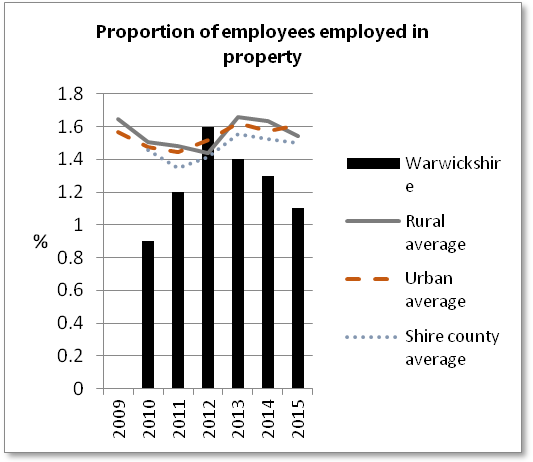 Proportion of employees employed in
property
1.8
1.6
1.4
1.2
1
0.8
0.6
0.4
0.2
0
%
2009
2010
2011
2012
2013
2014
2015
Warwickshir
e
Rural
average
Urban
average
Shire county
average